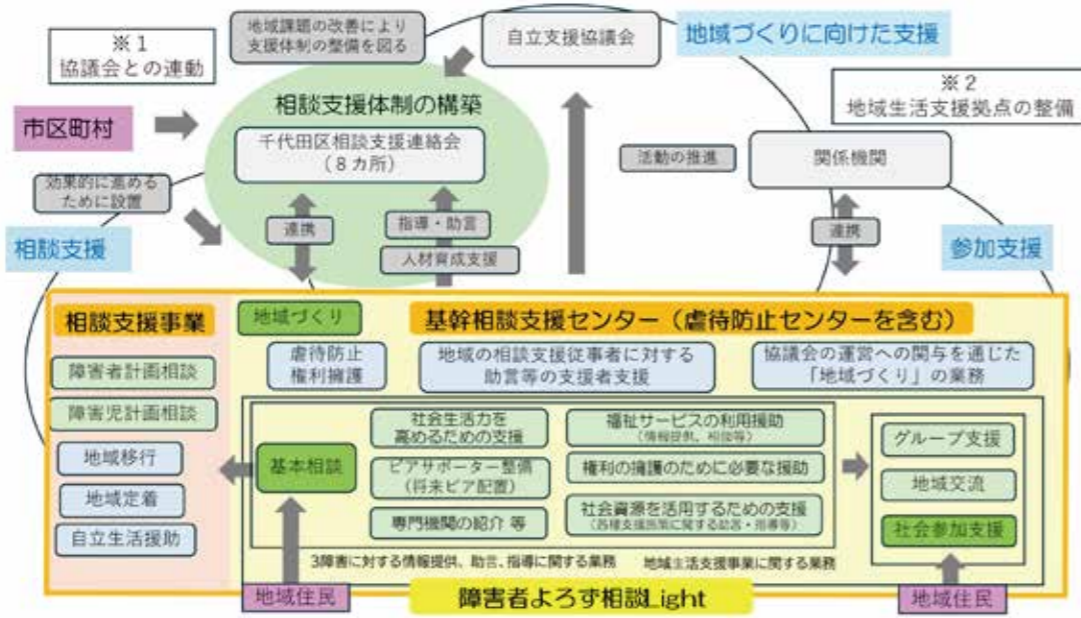 ※１
協議会との連動
地域課題の改善により
支援体制の整備を図る
自立支援協議会
地域づくりに向けた支援
※２
地域生活支援拠点の整備
市区町村
相談支援体制の構築
千代田区相談支援連絡会
（８カ所）
活動の推進
関係機関
効果的に進める
ために設置
連携
指導・助言
人材育成支援
連携
相談支援
参加支援
相談支援事業
障害者計画相談
障害児計画相談
地域移行
地域定着
自立生活援助
地域づくり
基幹相談支援センター（虐待防止センターを含む）
虐待防止
権利擁護
地域の相談支援従事者に対する
助言等の支援者支援
協議会の運営への関与を通じた
「地域づくり」の業務
基本相談
社会生活力を
高めるための支援
ピアサポーター整備
（将来ピア配置）
専門機関の紹介 等
福祉サービスの利用援助
（情報提供、相談等）
権利の擁護のために必要な援助
社会資源を活用するための支援
（各種支援施策に関する助言・指導等）
グループ支援
地域交流
社会参加支援
3障害に対する情報提供、助言、指導に関する業務
地域生活支援事業に関する業務
地域住民
障害者よろず相談Light
地域住民